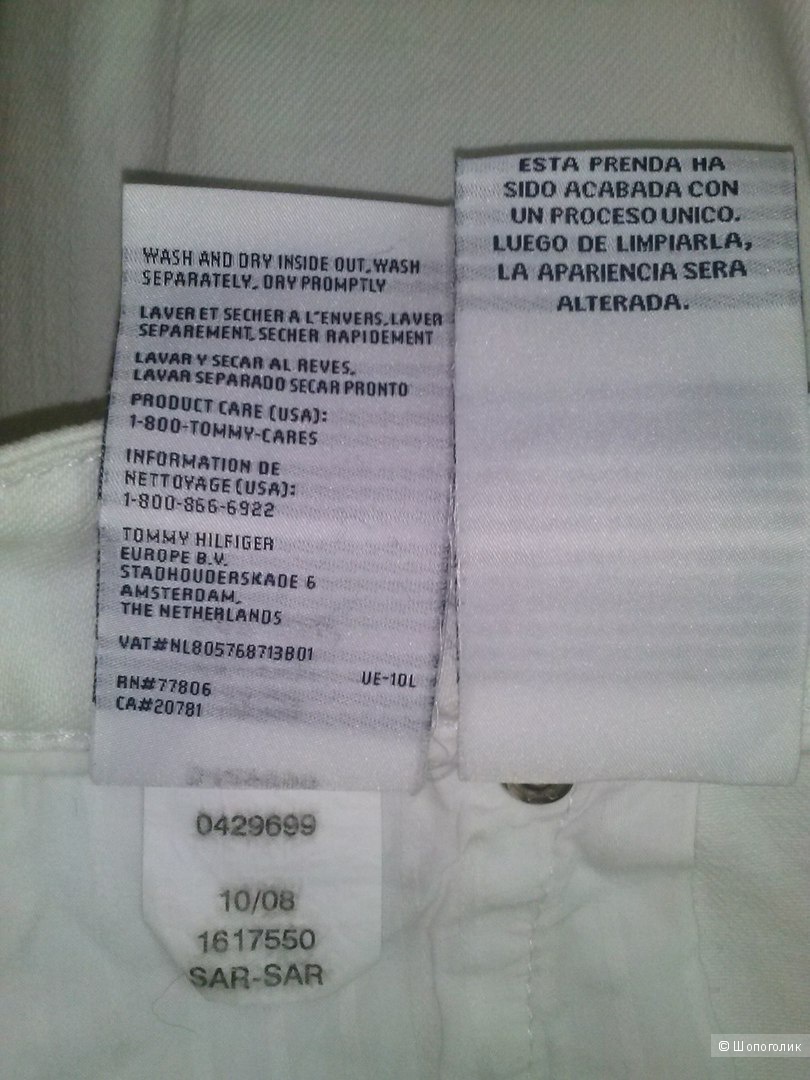 WASH AND DRY INSIDE OUT, WASH
SEPARATELY, DRY PROMPTLY
LAVER ET SECHER A L'ENVERS, LAVER
SEPAREMENT, SECHER RAPIDEMENT
LAVAR Y SECAR AL REVES,
LAVAR SEPARADO SECAR PRONTO
PRODUCT CARE (USA):
1-800-TOMMY-CARES
INFORMATION DE
NETTOYAGE (USA):
1-800-866-6922
TOMMY HILFIGER
EUROPE B.V.
STADHOUDERSKADE 6
AMSTERDAM,
THE NETHERLANDS
VAT#NL805768713B01
UE-10L
RN#77806
CA#20781
ESTA PRENDA HA
SIDO ACABADA CON
UN PROCESO UNICO.
LUEGO DE LIMPIARLA,
LA APARIENCIA SERA
ALTERADA.
0429699
10/08
1617550
SAR-SAR
© Шопоголик